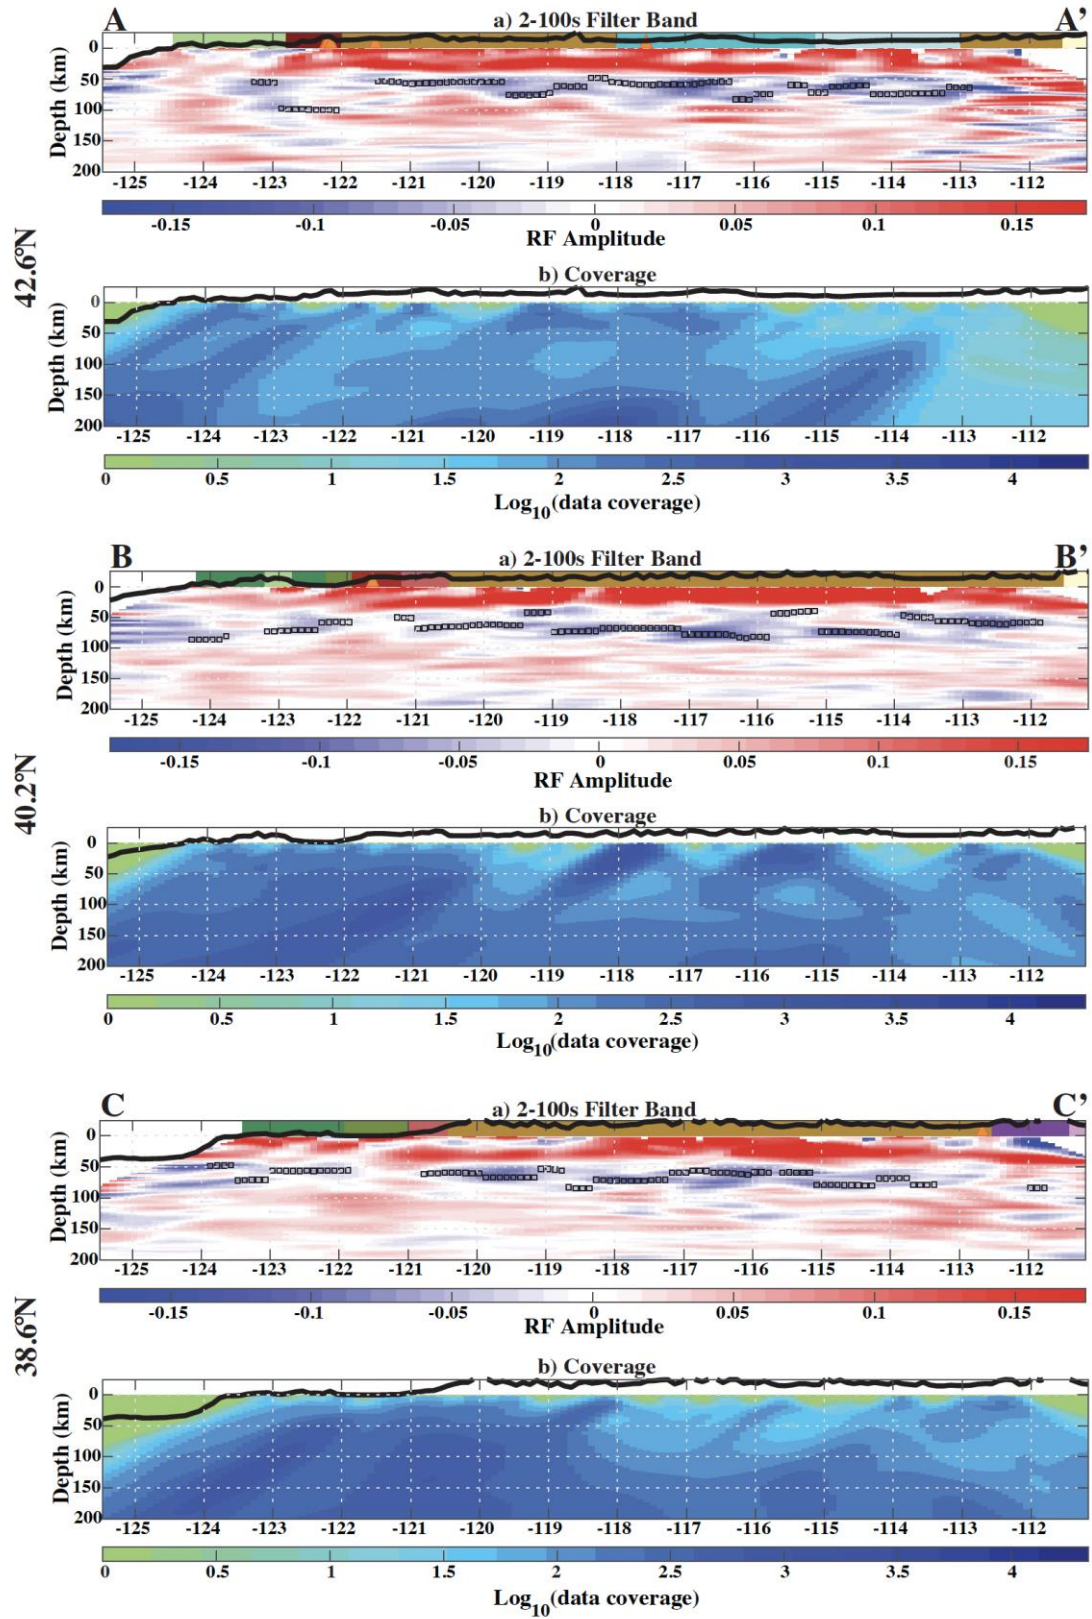 A a) 2-100s Filter Band A'
Depth (km)
0
50
100
150
200
-125 -124 -123 -122 -121 -120 -119 -118 -117 -116 -115 -114 -113 -112
-0.15 -0.1 -0.05 0 0.05 0.1 0.15
RF Amplitude
42.6°N
b) Coverage
Depth (km)
0
50
100
150
200
-125 -124 -123 -122 -121 -120 -119 -118 -117 -116 -115 -114 -113 -112
0 0.5 1 1.5 2 2.5 3 3.5 4
Log10(data coverage)
B a) 2-100s Filter Band B'
Depth (km)
0
50
100
150
200
-125 -124 -123 -122 -121 -120 -119 -118 -117 -116 -115 -114 -113 -112
-0.15 -0.1 -0.05 0 0.05 0.1 0.15
RF Amplitude
40.2°N
b) Coverage
Depth (km)
0
50
100
150
200
-125 -124 -123 -122 -121 -120 -119 -118 -117 -116 -115 -114 -113 -112
0 0.5 1 1.5 2 2.5 3 3.5 4
Log10(data coverage)
C a) 2-100s Filter Band C'
Depth (km)
0
50
100
150
200
-125 -124 -123 -122 -121 -120 -119 -118 -117 -116 -115 -114 -113 -112
-0.15 -0.1 -0.05 0 0.05 0.1 0.15
RF Amplitude
38.6°N
b) Coverage
Depth (km)
0
50
100
150
200
-125 -124 -123 -122 -121 -120 -119 -118 -117 -116 -115 -114 -113 -112
0 0.5 1 1.5 2 2.5 3 3.5 4
Log10(data coverage)